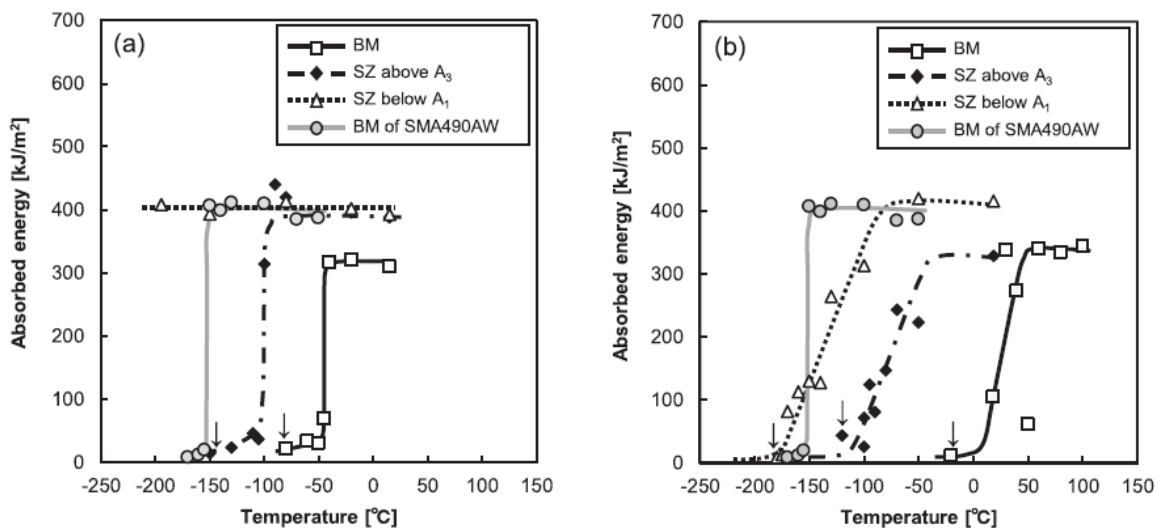 (a)
BM
SZ above A₃
SZ below A₁
BM of SMA490AW
Absorbed energy [kJ/m²]
700
600
500
400
300
200
100
0
-250 -200 -150 -100 -50 0 50 100 150
Temperature [°C]
(b)
BM
SZ above A₃
SZ below A₁
BM of SMA490AW
Absorbed energy [kJ/m²]
700
600
500
400
300
200
100
0
-250 -200 -150 -100 -50 0 50 100 150
Temperature [°C]